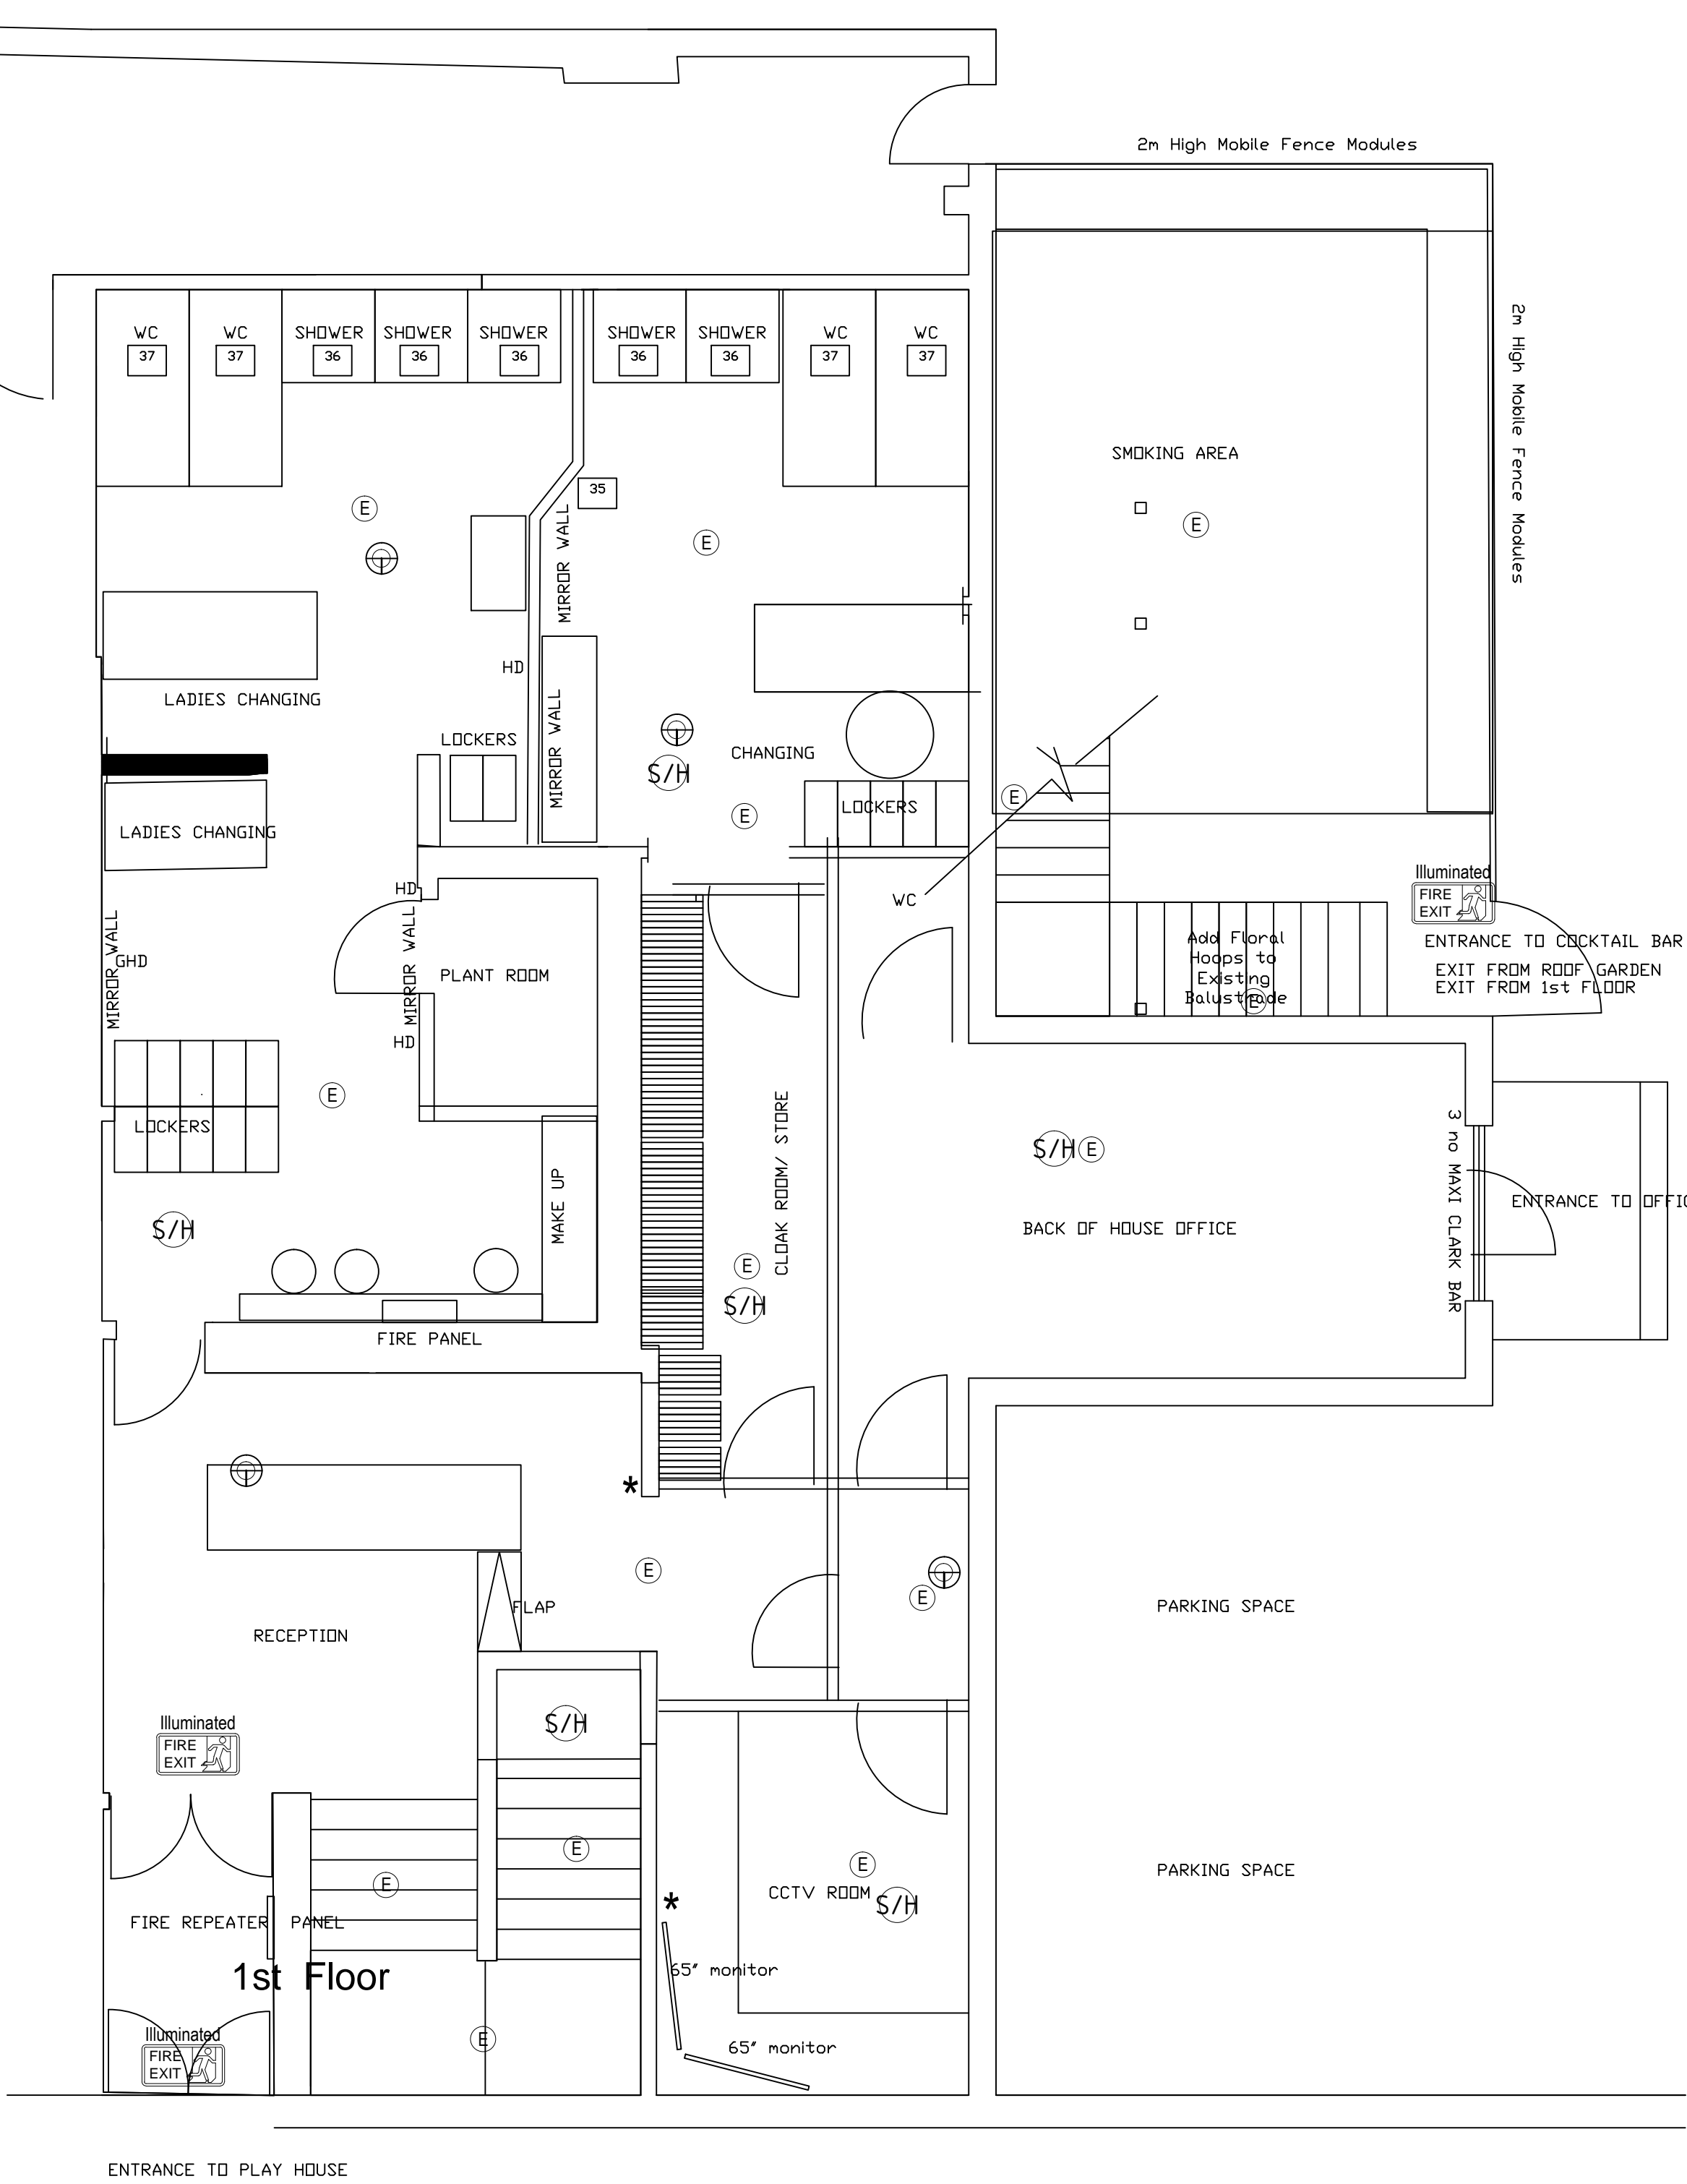 2m High Mobile Fence Modules
2m High Mobile Fence Modules
WC
WC
SHOWER
SHOWER
SHOWER
SHOWER
SHOWER
WC
WC
37
37
36
36
36
36
36
37
37
35
E
E
E
SMOKING AREA
MIRROR WALL
HD
LADIES CHANGING
LOCKERS
MIRROR WALL
CHANGING
S/H
E
E
LOCKERS
LADIES CHANGING
HD
WC
Illuminated
FIRE
EXIT
MIRROR WALL
GHD
MIRROR WALL
PLANT ROOM
HD
Add Floral
Hoops to
Existing
Balustrade
E
ENTRANCE TO COCKTAIL BAR
EXIT FROM ROOF GARDEN
EXIT FROM 1st FLOOR
E
LOCKERS
S/H
MAKE UP
CLOAK ROOM/ STORE
E
S/H
S/H
E
BACK OF HOUSE OFFICE
3 no MAXI CLARK BAR
ENTRANCE TO OFFIC
FIRE PANEL
*
E
E
FLAP
RECEPTION
PARKING SPACE
S/H
Illuminated
FIRE
EXIT
E
E
E
CCTV ROOM
S/H
*
PARKING SPACE
FIRE REPEATER PANEL
1st Floor
65" monitor
65" monitor
E
Illuminated
FIRE
EXIT
ENTRANCE TO PLAY HOUSE